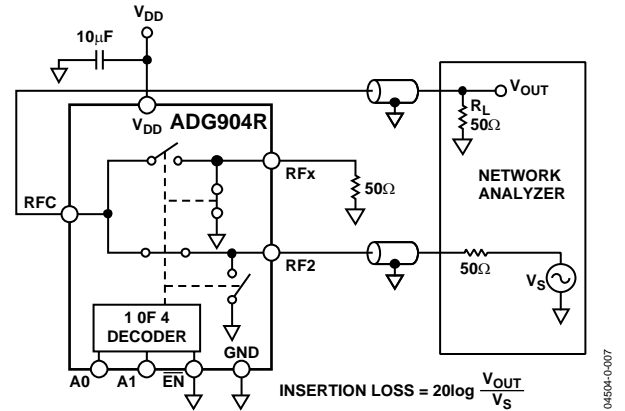 VDD
10μF
VDD
ADG904R
VOUT
RL
50Ω
NETWORK
ANALYZER
RFx
50Ω
RFC
RF2
50Ω
VS
1 0F 4
DECODER
A0
A1
EN
GND
INSERTION LOSS = 20log VOUT
VS
04504-0-007